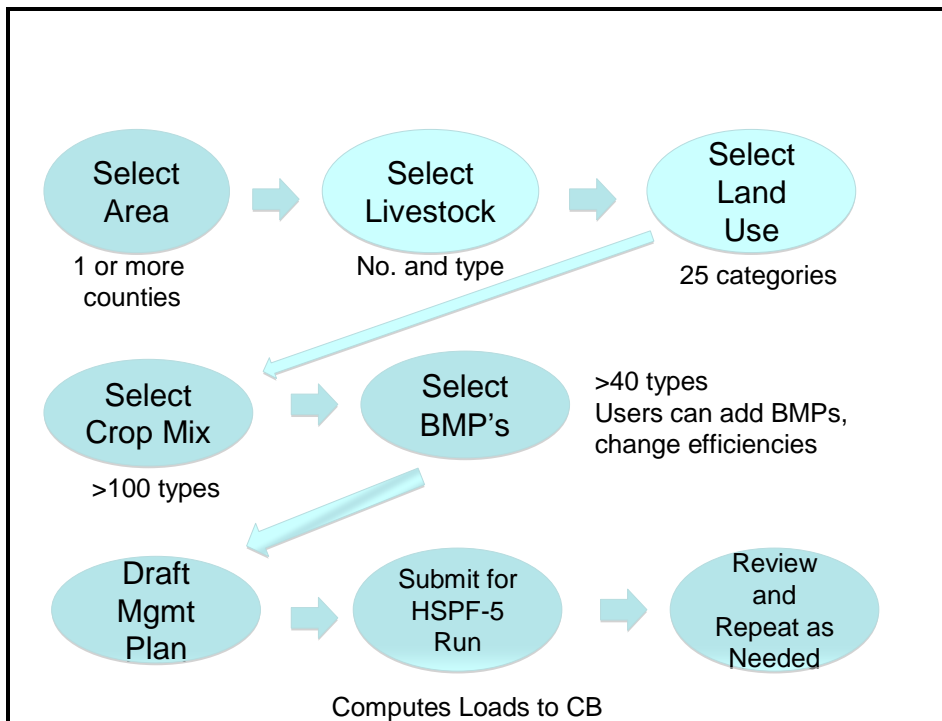 Select
Area
1 or more
counties
Select
Livestock
No. and type
Select
Land
Use
25 categories
Select
Crop Mix
>100 types
Select
BMP's
>40 types
Users can add BMPs,
change efficiencies
Draft
Mgmt
Plan
Submit for
HSPF-5
Run
Computes Loads to CB
Review
and
Repeat as
Needed